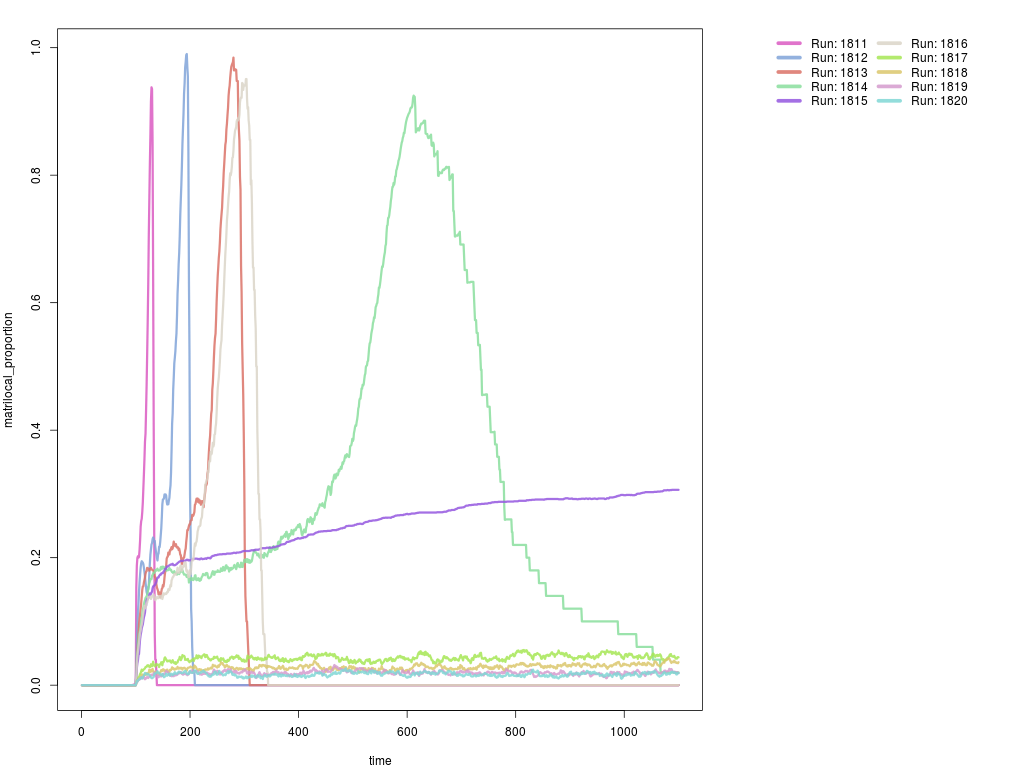 Run: 1811
Run: 1812
Run: 1813
Run: 1814
Run: 1815
Run: 1816
Run: 1817
Run: 1818
Run: 1819
Run: 1820
matrilocal_proportion
1.0
0.8
0.6
0.4
0.2
0.0
0 200 400 600 800 1000
time